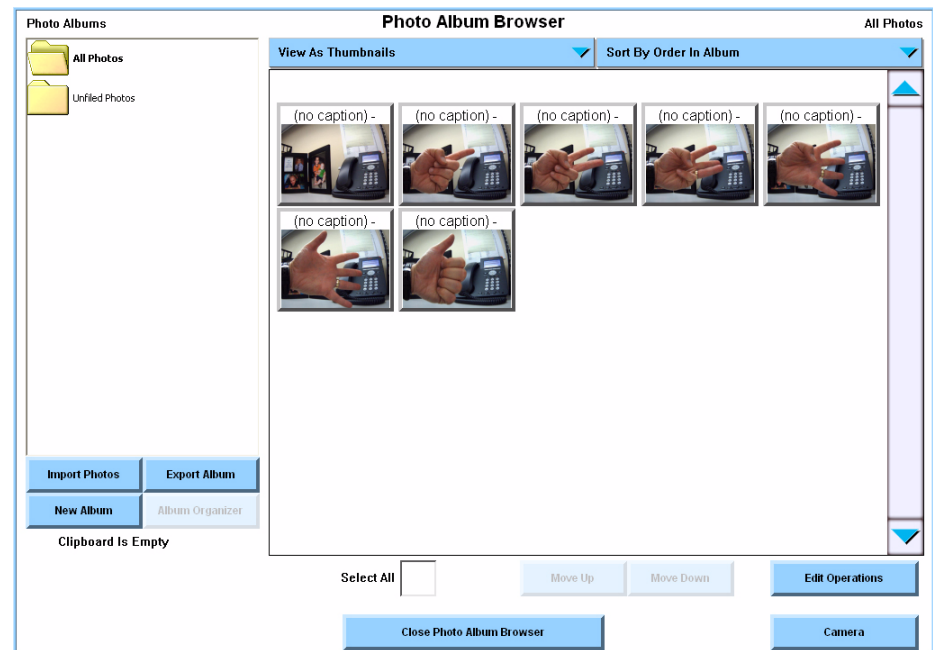 Photo Albums
Photo Album Browser
All Photos
All Photos
Unfiled Photos
View As Thumbnails
Sort By Order In Album
(no caption) -
(no caption) -
(no caption) -
(no caption) -
(no caption) -
(no caption) -
(no caption) -
Import Photos
Export Album
New Album
Album Organizer
Clipboard Is Empty
Select All
Move Up
Move Down
Edit Operations
Close Photo Album Browser
Camera